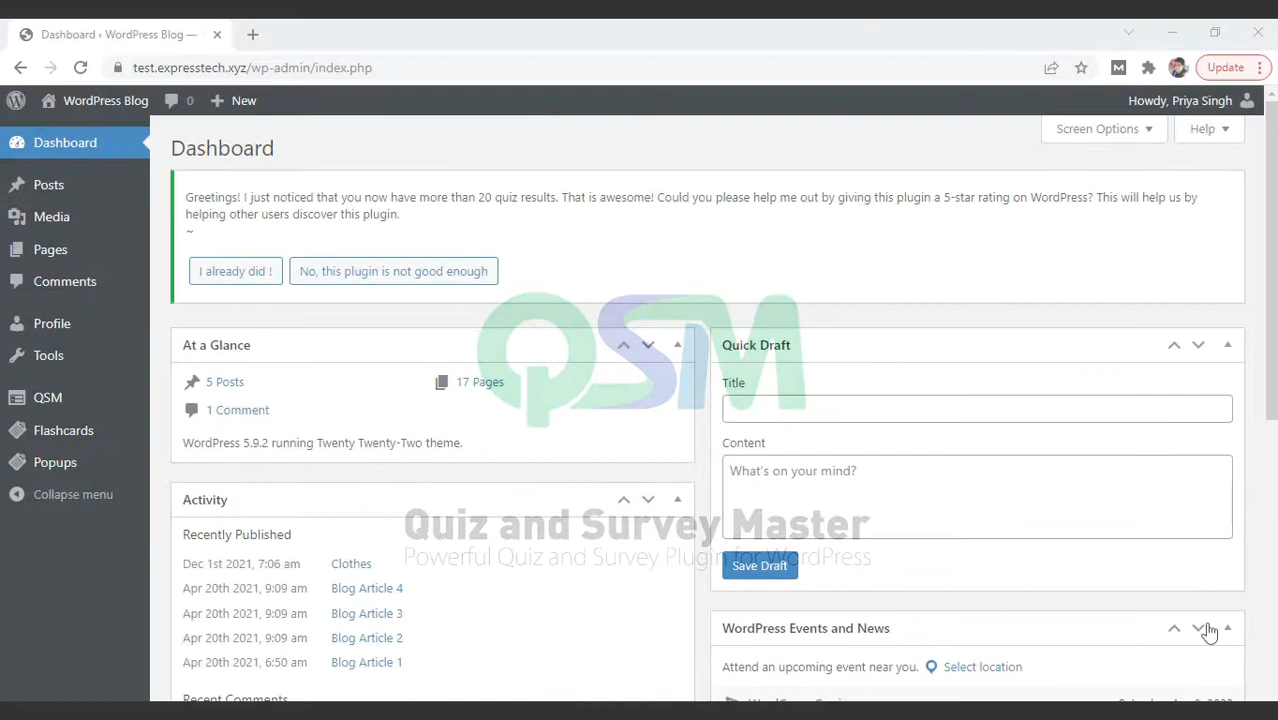 Dashboard ‹ WordPress Blog —
test.expresstech.xyz/wp-admin/index.php
M
Update
WordPress Blog
0
New
Howdy, Priya Singh
Dashboard
Posts
Media
Pages
Comments
Profile
Tools
QSM
Flashcards
Popups
Collapse menu
Screen Options
Help
Dashboard
Greetings! I just noticed that you now have more than 20 quiz results. That is awesome! Could you please help me out by giving this plugin a 5-star rating on WordPress? This will help us by
helping other users discover this plugin.
~
I already did !
No, this plugin is not good enough
At a Glance
5 Posts
17 Pages
1 Comment
WordPress 5.9.2 running Twenty Twenty-Two theme.
Activity
Recently Published
Dec 1st 2021, 7:06 am Clothes
Apr 20th 2021, 9:09 am Blog Article 4
Apr 20th 2021, 9:09 am Blog Article 3
Apr 20th 2021, 9:09 am Blog Article 2
Apr 20th 2021, 6:50 am Blog Article 1
Recent Comments
Quick Draft
Title
Content
What's on your mind?
Save Draft
WordPress Events and News
Attend an upcoming event near you.
Select location
QSM
Quiz and Survey Master
Powerful Quiz and Survey Plugin for WordPress